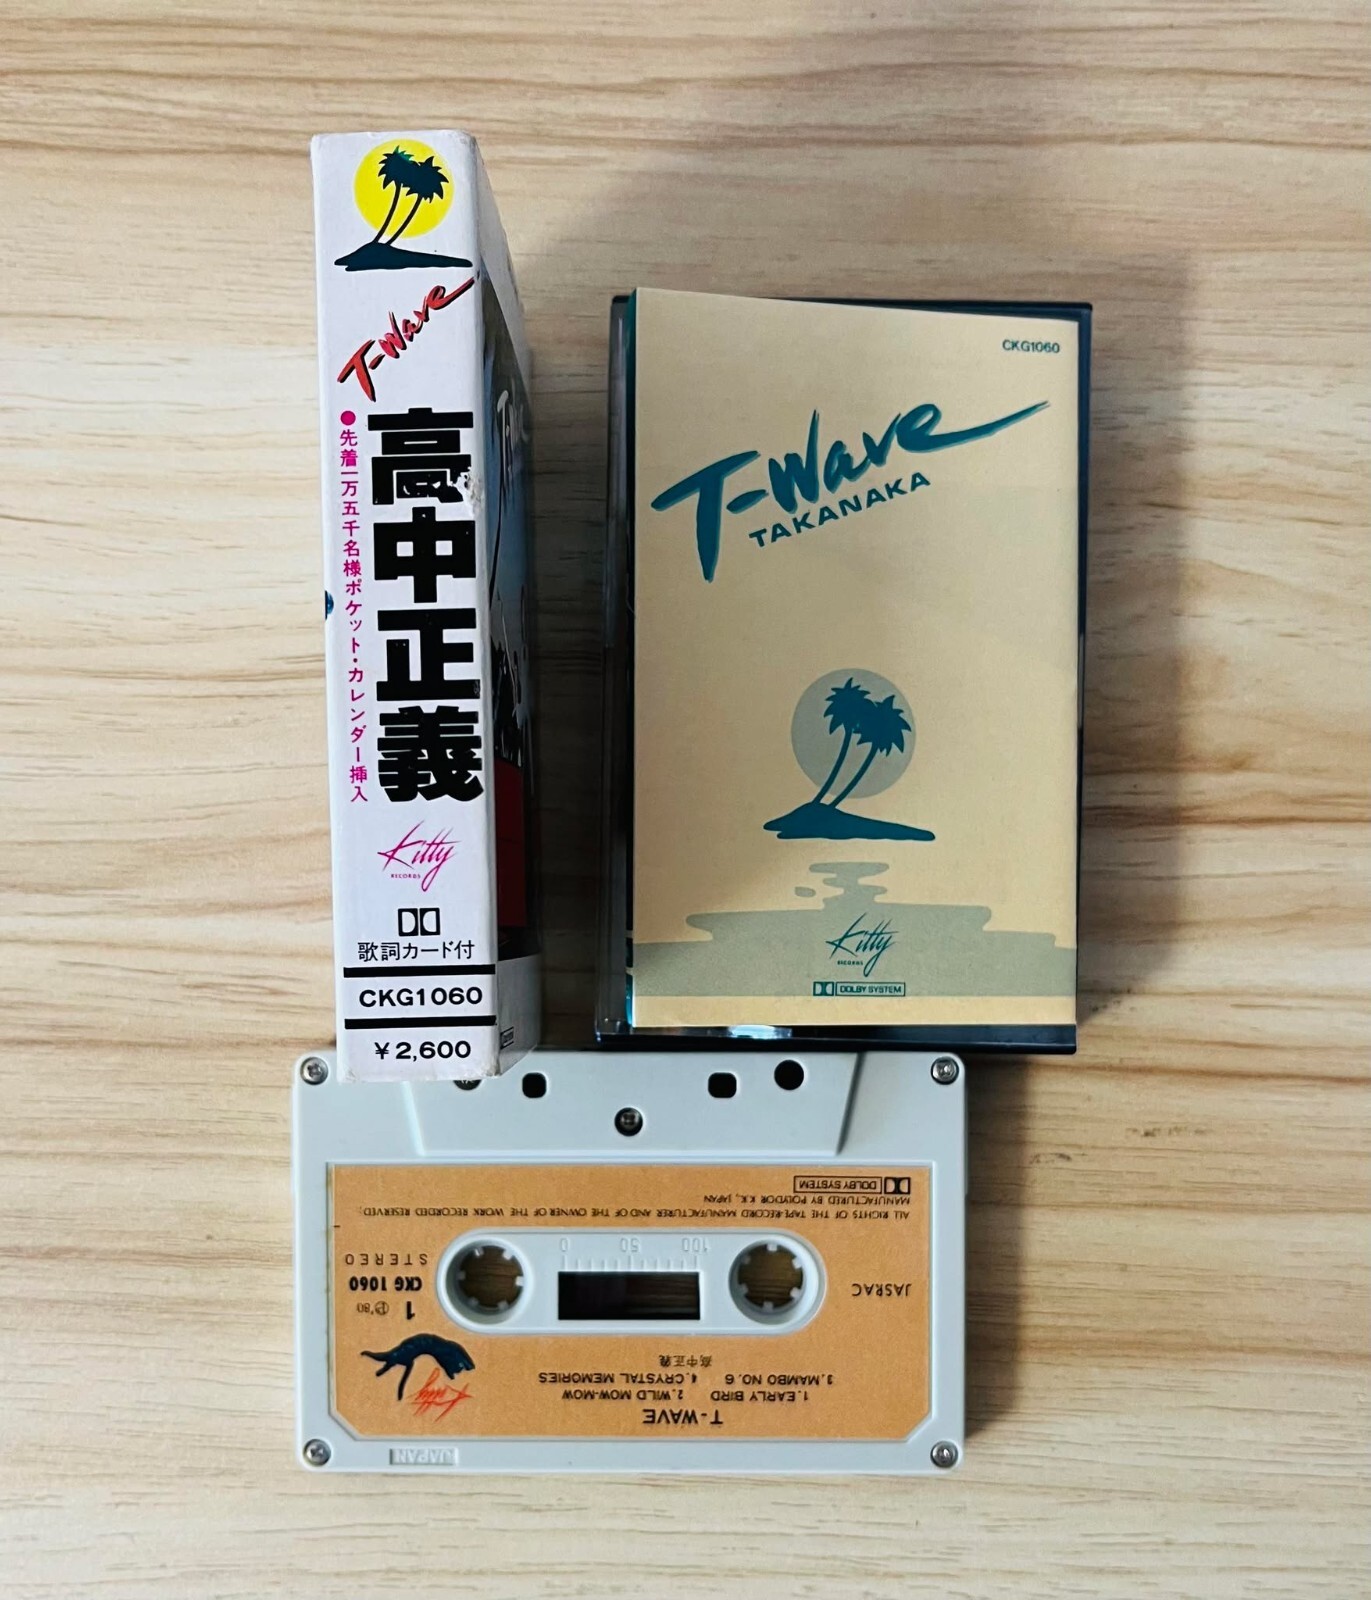 T-Wave
高中正義
●先着一万五千名様ポケット・カレンダー挿入
Kitty
RECORDS
歌詞カード付
CKG1060
¥2,600
T-Wave
CKG1060
T-Wave
TAKANAKA
Kitty
RECORDS
DOLBY SYSTEM
T-WAVE
1.EARLY BIRD 2.WILD MOW-MOW
3.MAMBO NO.6 4.CRYSTAL MEMORIES
高中正義
Kitty
1 Ⓟ'80
CKG 1060
STEREO
JASRAC
100 50 0
ALL RIGHTS OF THE TAPE-RECORD MANUFACTURER AND OF THE OWNER OF THE WORK RECORDED RESERVED;
MANUFACTURED BY POLYDOR K.K., JAPAN
DOLBY SYSTEM
JAPAN